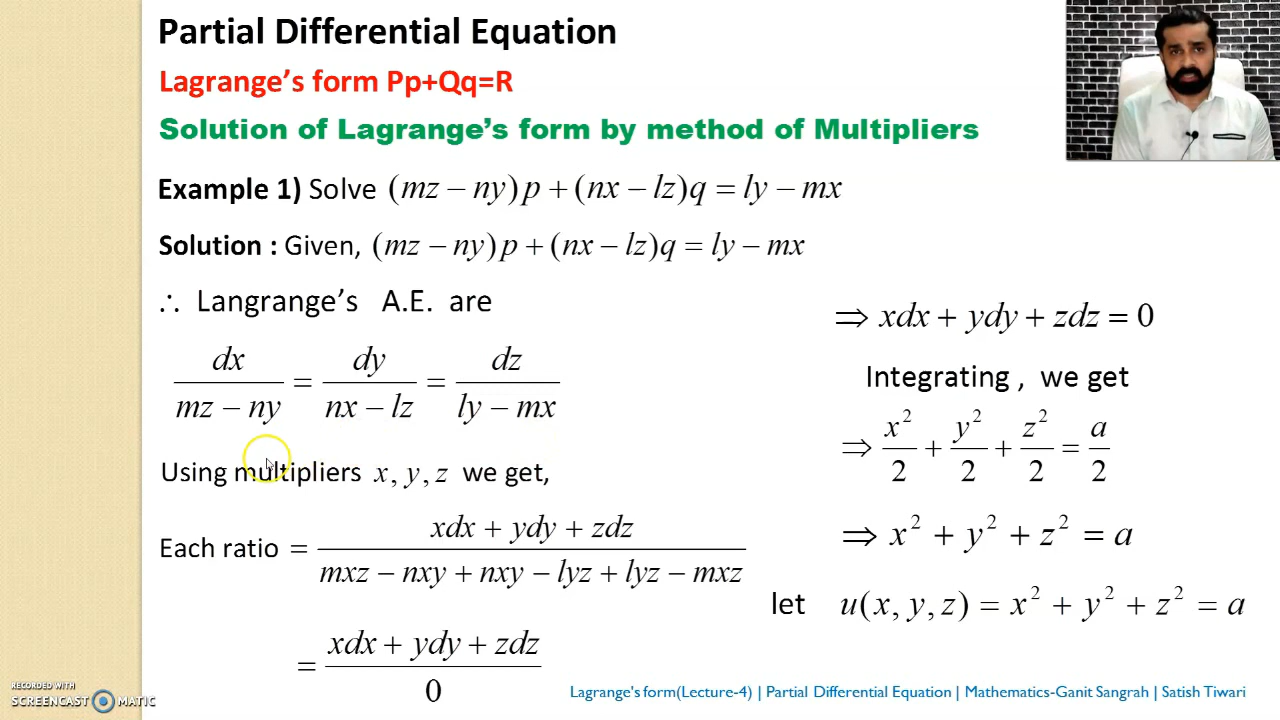 Partial Differential Equation
Lagrange's form Pp+Qq=R
Solution of Lagrange's form by method of Multipliers
Example 1) Solve (mz − ny)p + (nx − lz)q = ly − mx
Solution : Given, (mz − ny)p + (nx − lz)q = ly − mx
∴ Langrange's A.E. are
dx/(mz − ny) = dy/(nx − lz) = dz/(ly − mx)
Using multipliers x, y, z we get,
Each ratio = (xdx + ydy + zdz)/(mxz − nxy + nxy − lyz + lyz − mxz)
= (xdx + ydy + zdz)/0
⇒ xdx + ydy + zdz = 0
Integrating , we get
⇒ x²/2 + y²/2 + z²/2 = a/2
⇒ x² + y² + z² = a
let u(x, y, z) = x² + y² + z² = a
RECORDED WITH
SCREENCAST MATIC
Lagrange's form(Lecture-4) | Partial Differential Equation | Mathematics-Ganit Sangrah | Satish Tiwari